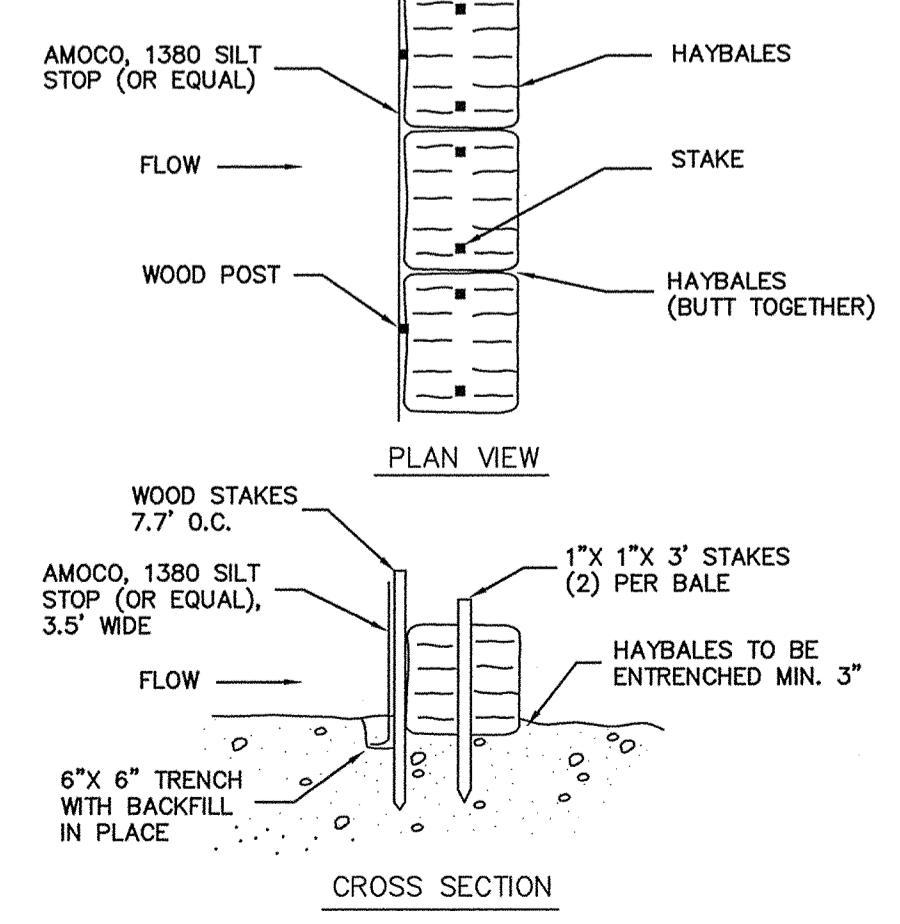 AMOCO, 1380 SILT
STOP (OR EQUAL)
HAYBALES
FLOW
STAKE
WOOD POST
HAYBALES
(BUTT TOGETHER)
PLAN VIEW
WOOD STAKES
7.7' O.C.
1"X 1"X 3' STAKES
(2) PER BALE
AMOCO, 1380 SILT
STOP (OR EQUAL),
3.5' WIDE
HAYBALES TO BE
ENTRENCHED MIN. 3"
FLOW
6"X 6" TRENCH
WITH BACKFILL
IN PLACE
CROSS SECTION